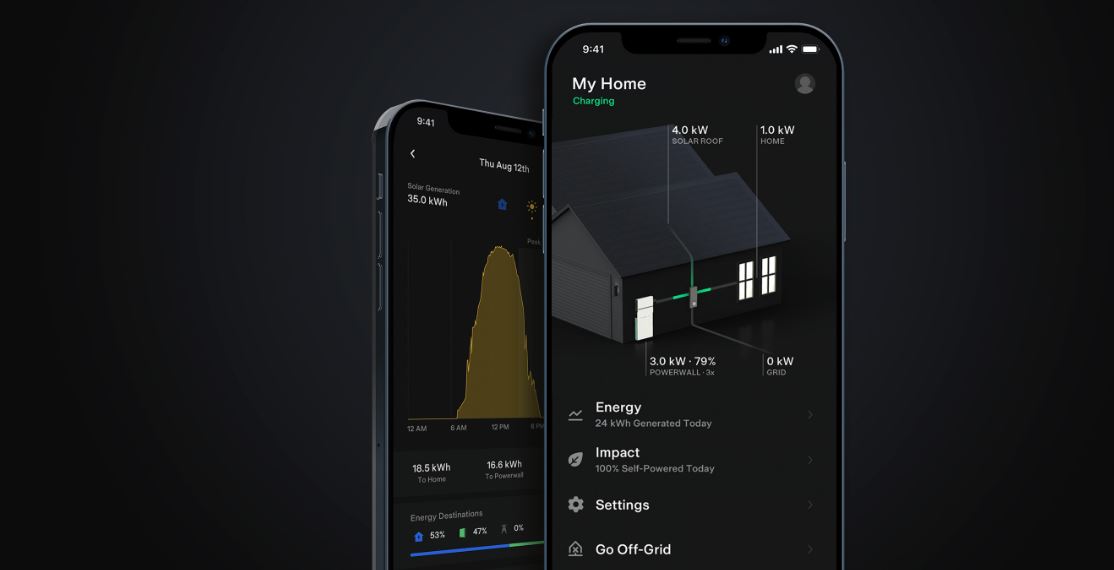 9:41
Thu Aug 12th
Solar Generation
35.0 kWh
Peak
12 AM 6 AM 12 PM 6 PM
18.5 kWh 16.6 kWh
To Home To Powerwall
Energy Destinations
53% 47% 0%
9:41
My Home
Charging
4.0 kW 1.0 kW
SOLAR ROOF HOME
3.0 kW · 79% 0 kW
POWERWALL · 3x GRID
Energy
24 kWh Generated Today
Impact
100% Self-Powered Today
Settings
Go Off-Grid